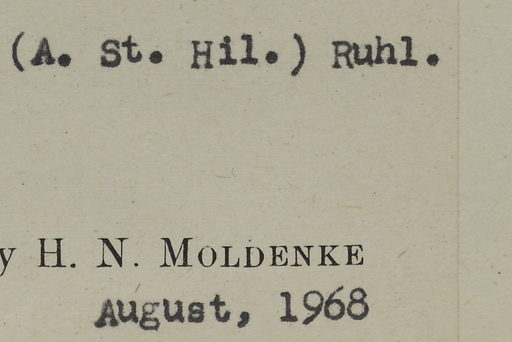 (A. St. Hil.) Ruhl.
y H. N. MOLDENKE
August, 1968